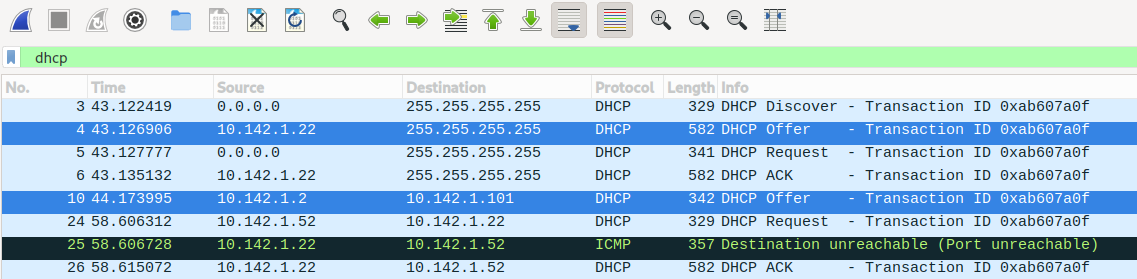 dhcp
No. Time Source Destination Protocol Length Info
3 43.122419 0.0.0.0 255.255.255.255 DHCP 329 DHCP Discover - Transaction ID 0xab607a0f
4 43.126906 10.142.1.22 255.255.255.255 DHCP 582 DHCP Offer - Transaction ID 0xab607a0f
5 43.127777 0.0.0.0 255.255.255.255 DHCP 341 DHCP Request - Transaction ID 0xab607a0f
6 43.135132 10.142.1.22 255.255.255.255 DHCP 582 DHCP ACK - Transaction ID 0xab607a0f
10 44.173995 10.142.1.2 10.142.1.101 DHCP 342 DHCP Offer - Transaction ID 0xab607a0f
24 58.606312 10.142.1.52 10.142.1.22 DHCP 329 DHCP Request - Transaction ID 0xab607a0f
25 58.606728 10.142.1.22 10.142.1.52 ICMP 357 Destination unreachable (Port unreachable)
26 58.615072 10.142.1.22 10.142.1.52 DHCP 582 DHCP ACK - Transaction ID 0xab607a0f